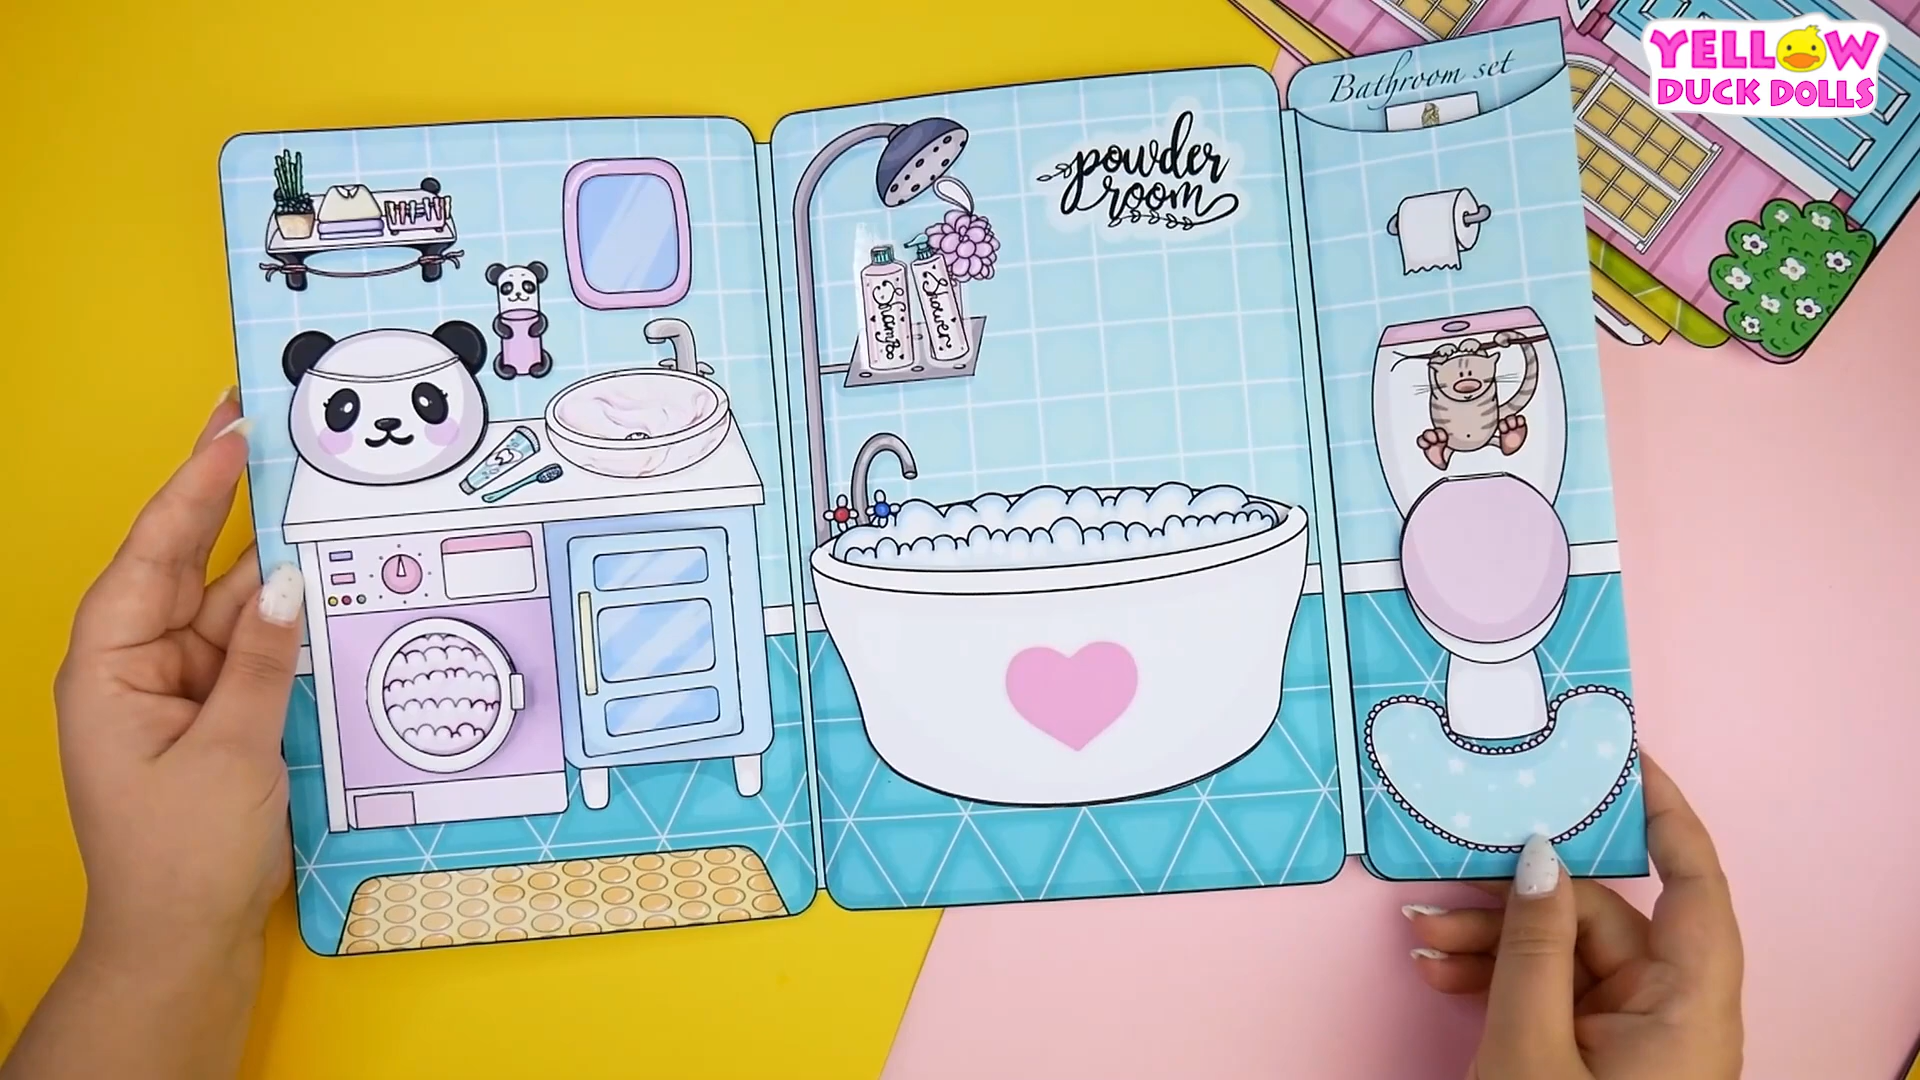 YELLOW
DUCK DOLLS
Bathroom set
powder
room
Shampoo
Shower